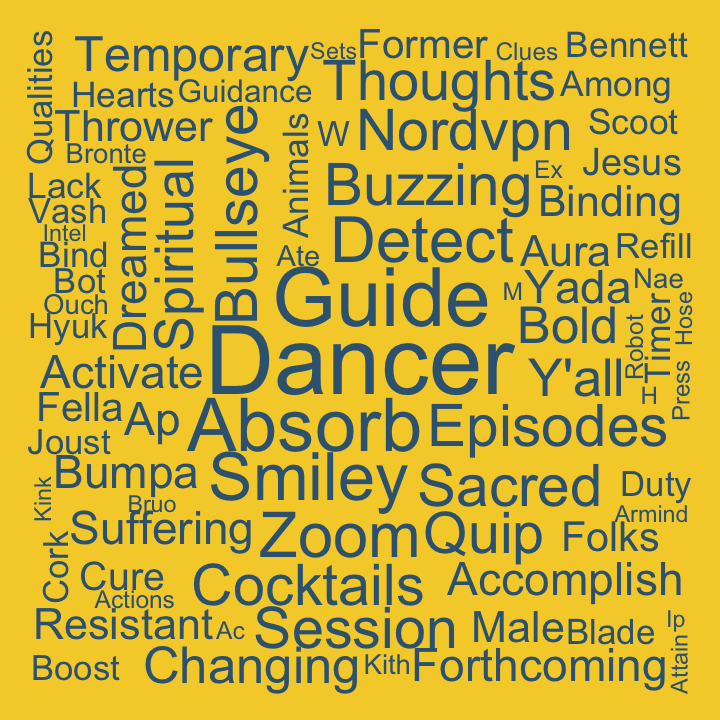 Qualities
Temporary
Sets
Former
Clues
Bennett
Hearts
Guidance
Thoughts
Among
Thrower
Bullseye
Animals
W
Nordvpn
Scoot
Bronte
Lack
Dreamed
Spiritual
Buzzing
Ex
Jesus
Vash
Binding
Intel
Bind
Ate
Detect
Aura
Refill
Bot
Guide
M
Yada
Nae
Ouch
Hyuk
Dancer
Bold
Robot
Timer
Hose
Activate
Y'all
H
Press
Fella
Ap
Absorb
Episodes
Joust
Bumpa
Smiley
Sacred
Duty
Kink
Bruo
Armind
Suffering
Zoom
Quip
Folks
Cork
Cure
Actions
Cocktails
Accomplish
Resistant
Ac
Session
Male
Blade
Ip
Attain
Boost
Changing
Kith
Forthcoming